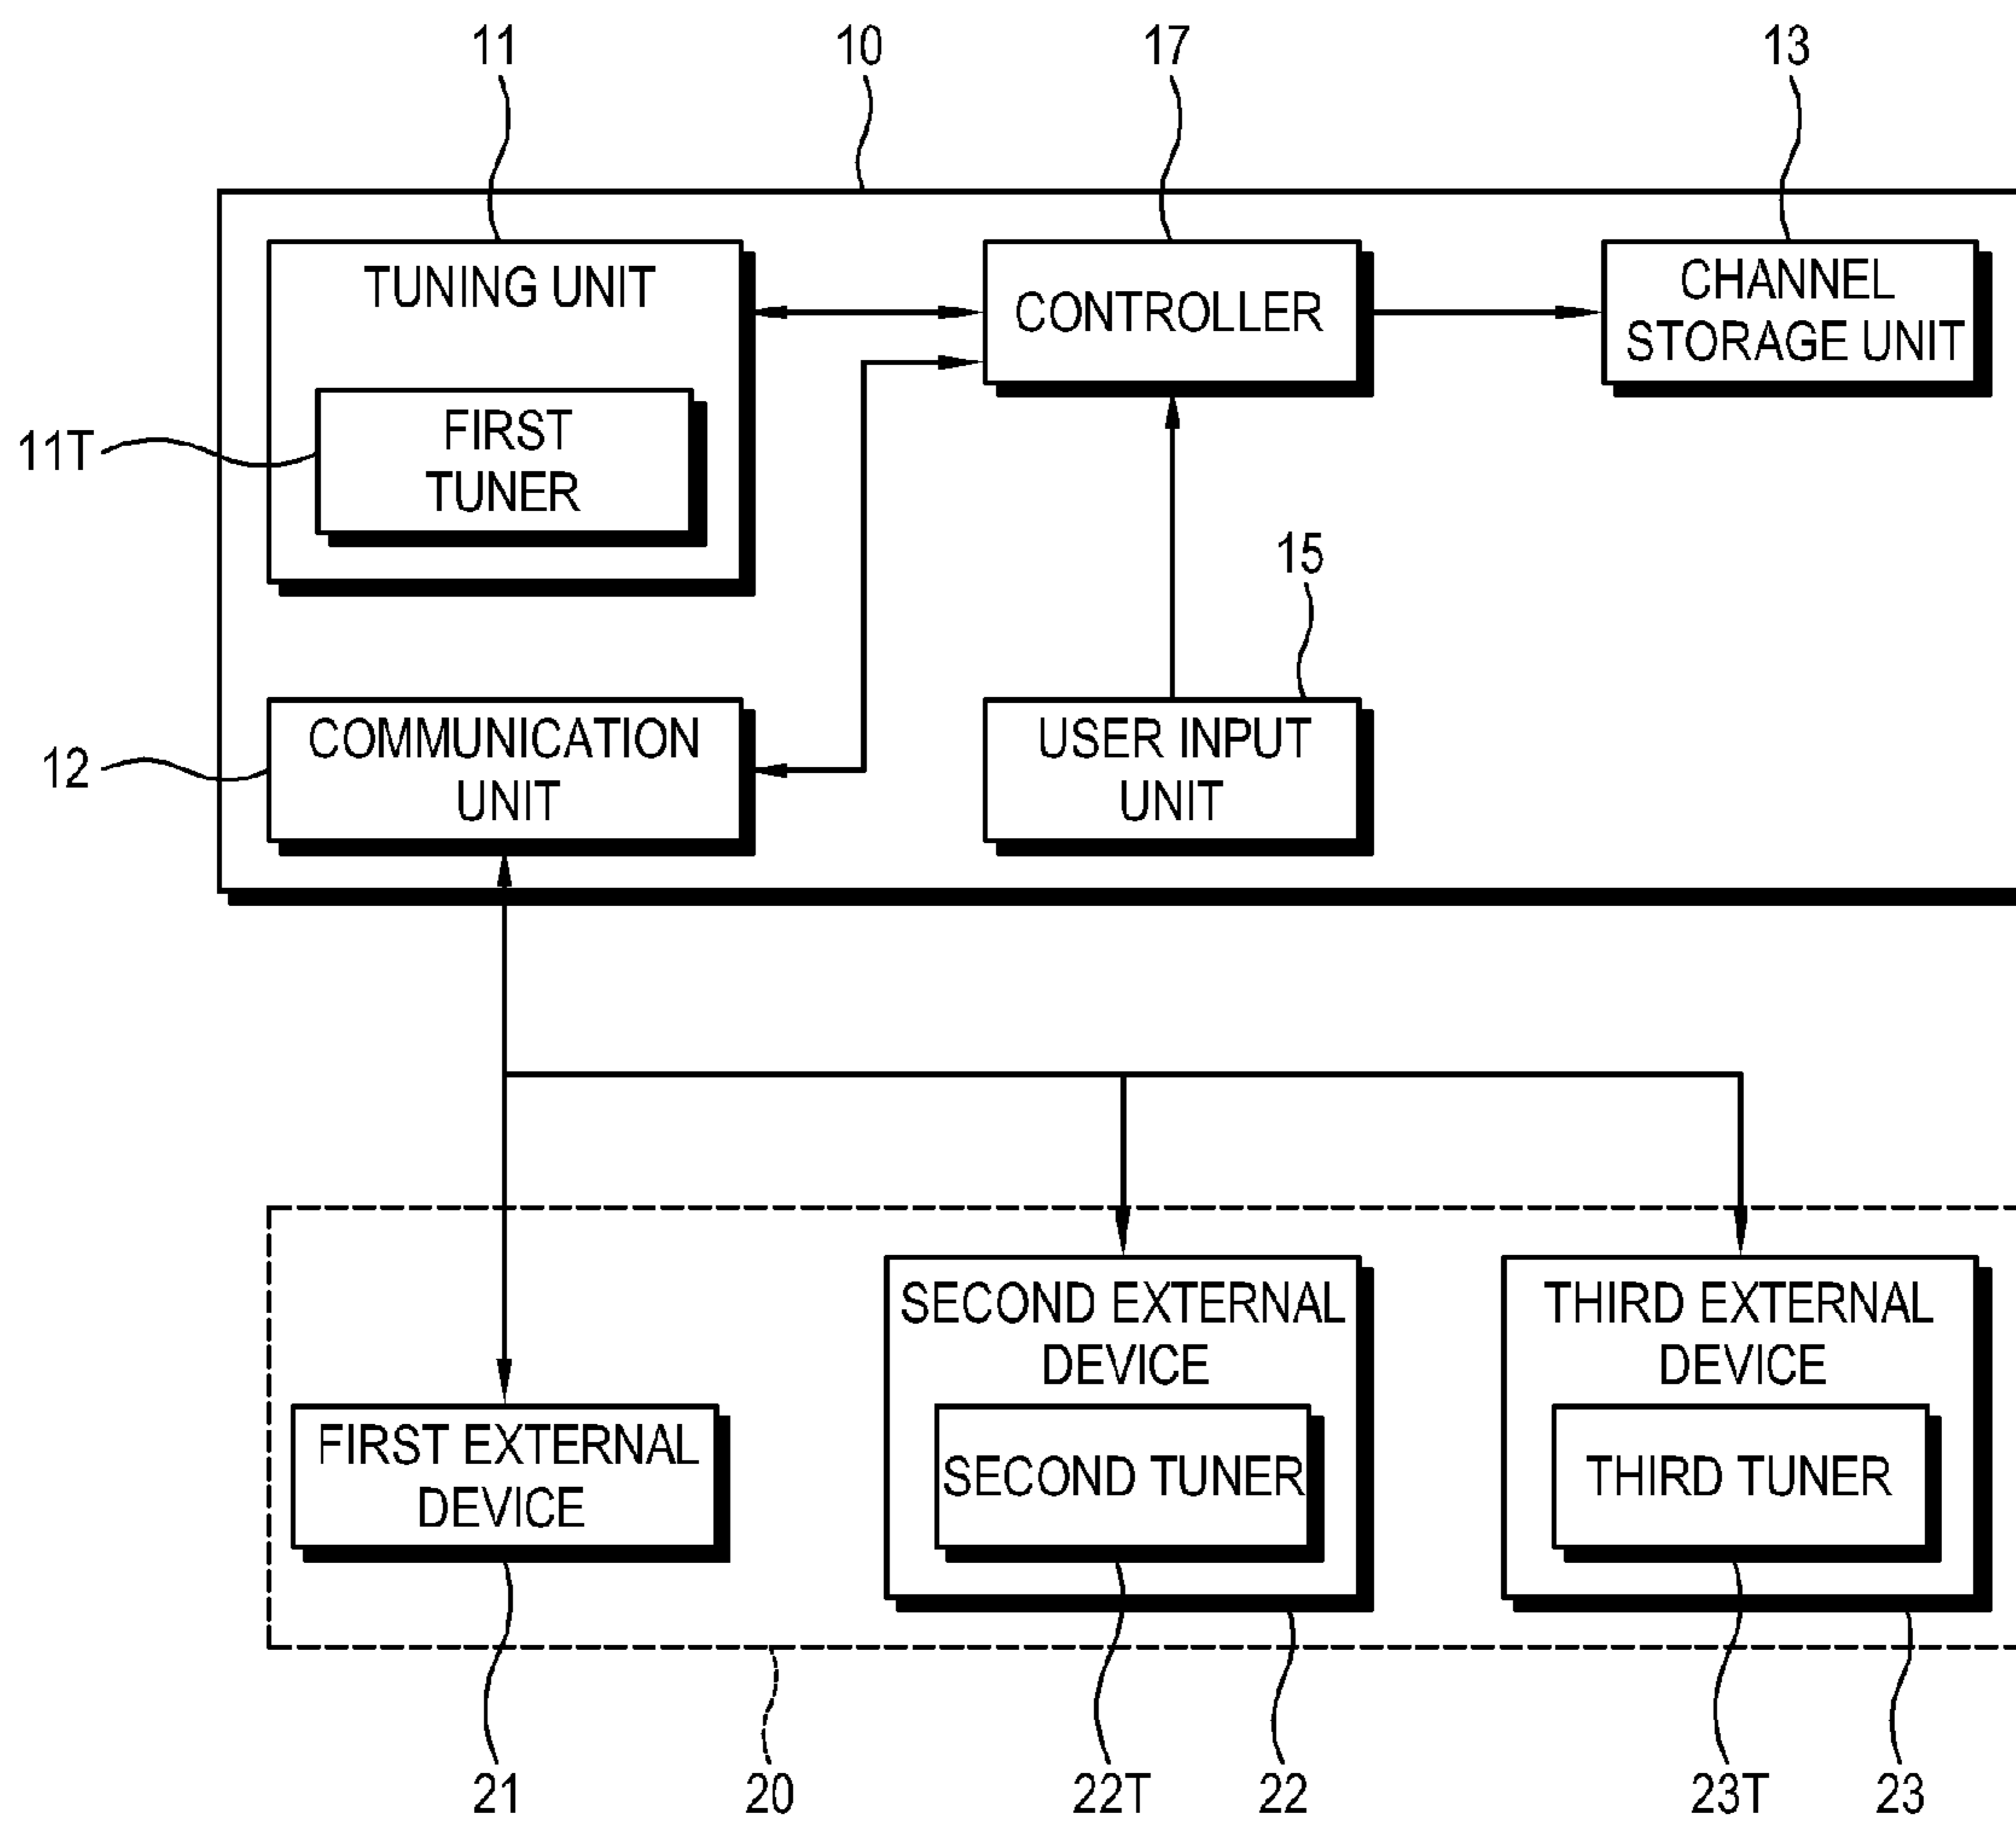 11
10
17
13
TUNING UNIT
CONTROLLER
CHANNEL
STORAGE UNIT
11T
FIRST
TUNER
15
12
COMMUNICATION
UNIT
USER INPUT
UNIT
SECOND EXTERNAL
DEVICE
THIRD EXTERNAL
DEVICE
FIRST EXTERNAL
DEVICE
SECOND TUNER
THIRD TUNER
21
20
22T
22
23T
23